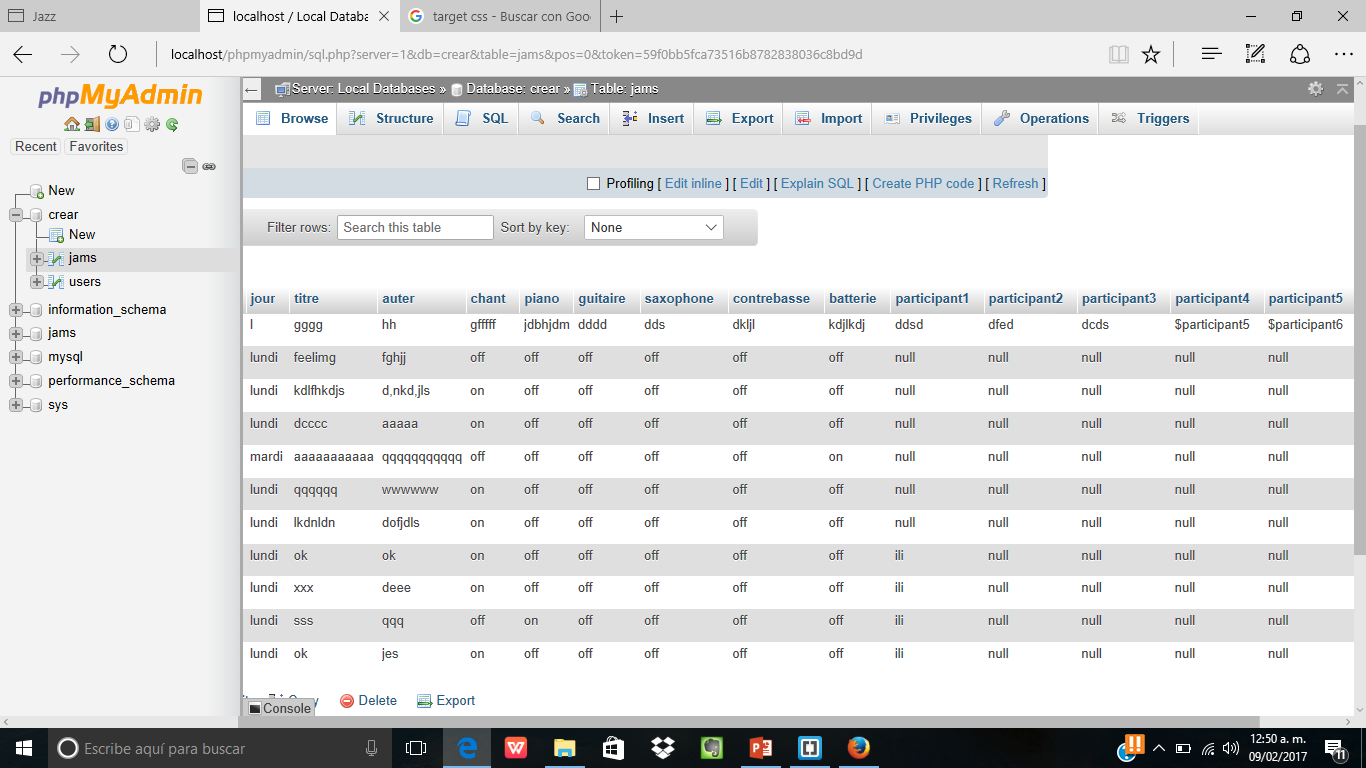 Jazz
localhost / Local Databa
target css - Buscar con Goo
localhost/phpmyadmin/sql.php?server=1&db=crear&table=jams&pos=0&token=59f0bb5fca73516b8782838036c8bd9d
phpMyAdmin
Recent Favorites
New
crear
New
jams
users
information_schema
jams
mysql
performance_schema
sys
Server: Local Databases » Database: crear » Table: jams
Browse Structure SQL Search Insert Export Import Privileges Operations Triggers
Profiling [ Edit inline ] [ Edit ] [ Explain SQL ] [ Create PHP code ] [ Refresh ]
Filter rows: Search this table Sort by key: None
jour titre auter chant piano guitaire saxophone contrebasse batterie participant1 participant2 participant3 participant4 participant5
l gggg hh gffffff jdbhjdm dddd dds dkljl kdjlkdj ddsd dfed dcds $participant5 $participant6
lundi feelimg fghjj off off off off off off null null null null null
lundi kdlfhkdjs d,nkd,jls on off off off off off null null null null null
lundi dcccc aaaaa on off off off off off null null null null null
mardi aaaaaaaaaaa qqqqqqqqqqq off off off off off on null null null null null
lundi qqqqqq wwwwww on off off off off off null null null null null
lundi lkdnldn dofjdls on off off off off off null null null null null
lundi ok ok on off off off off off ili null null null null
lundi xxx deee on off off off off off ili null null null null
lundi sss qqq off on off off off off ili null null null null
lundi ok jes on off off off off off ili null null null null
Delete Export
Console
Escribe aquí para buscar
12:50 a. m.
09/02/2017
11